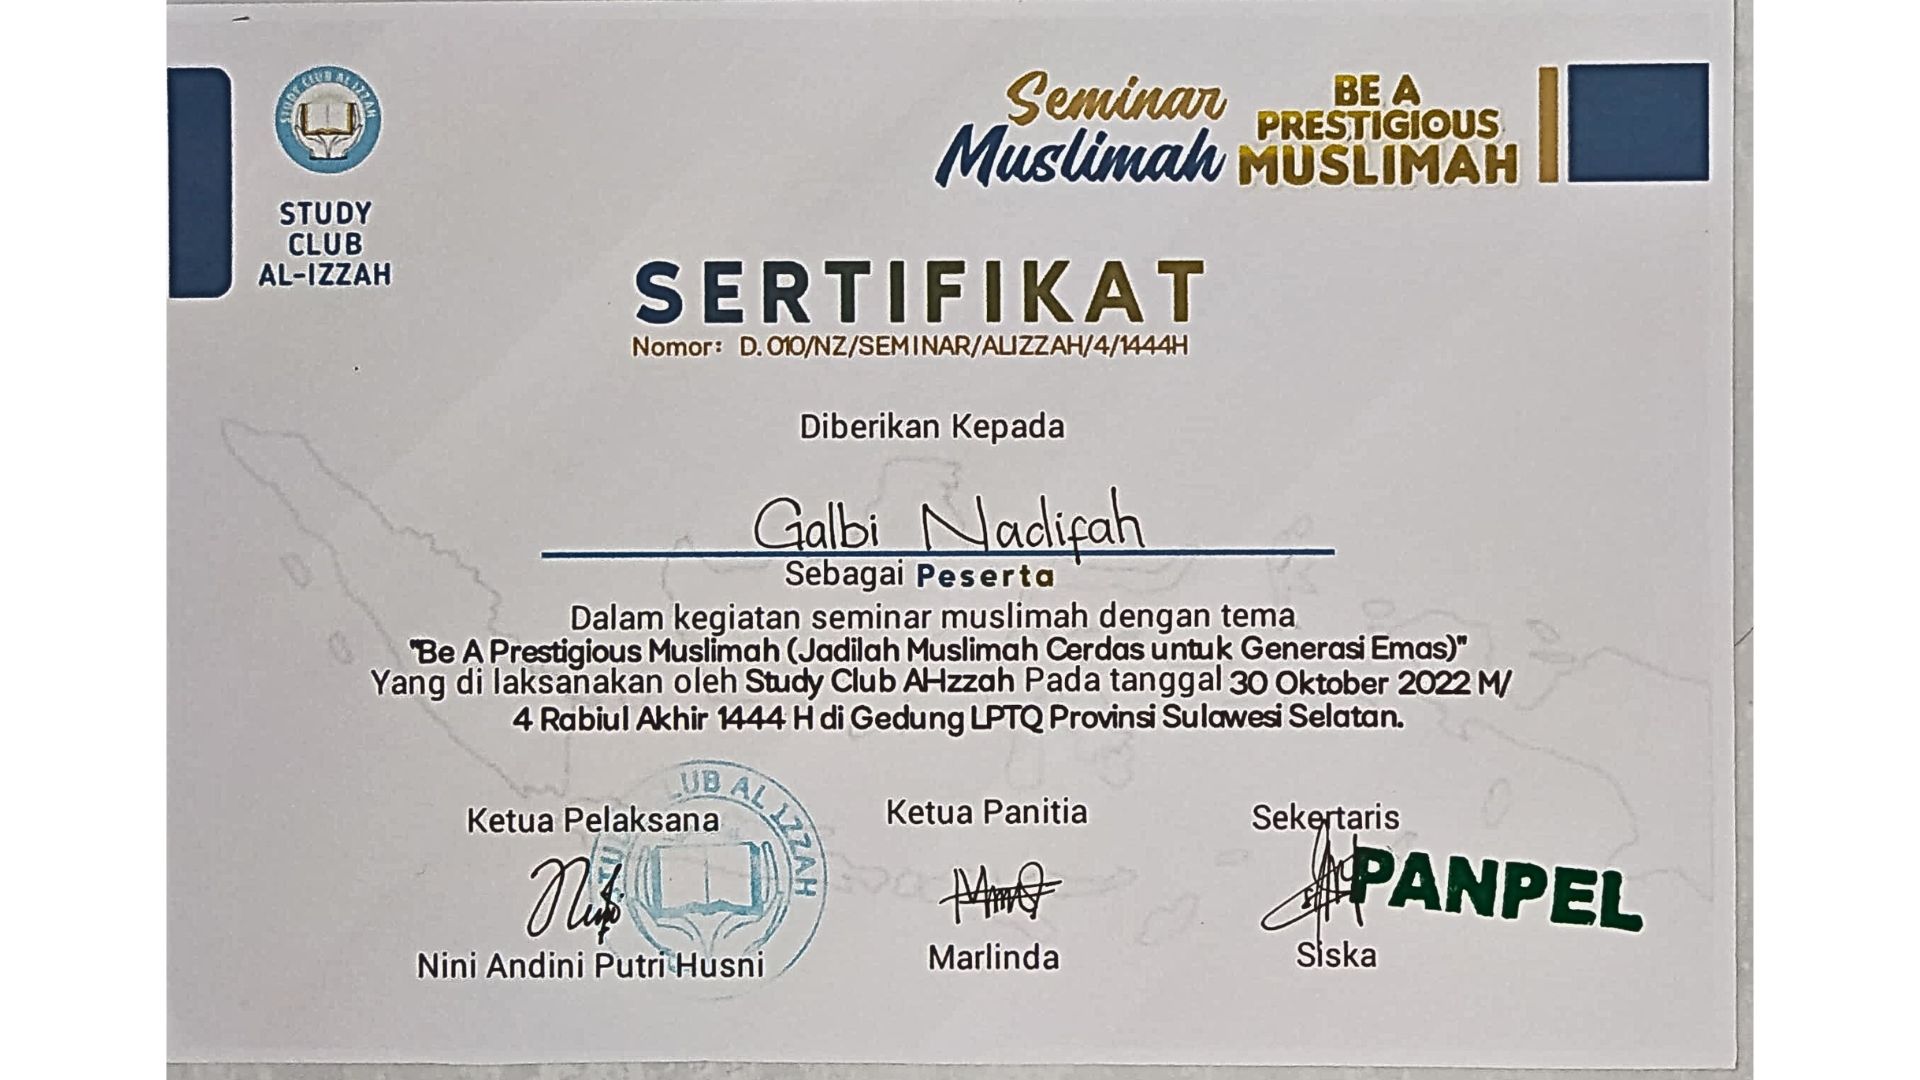 STUDY CLUB AL IZZAH
STUDY
CLUB
AL-IZZAH
Seminar
Muslimah
BE A
PRESTIGIOUS
MUSLIMAH
SERTIFIKAT
Nomor: D.010/NZ/SEMINAR/ALIZZAH/4/1444H
Diberikan Kepada
Galbi Nadifah
Sebagai Peserta
Dalam kegiatan seminar muslimah dengan tema
"Be A Prestigious Muslimah (Jadilah Muslimah Cerdas untuk Generasi Emas)"
Yang di laksanakan oleh Study Club Al-Izzah Pada tanggal 30 Oktober 2022 M/
4 Rabiul Akhir 1444 H di Gedung LPTQ Provinsi Sulawesi Selatan.
Ketua Pelaksana
Nini Andini Putri Husni
LUB AL IZZAH
Ketua Panitia
Marlinda
Sekertaris
PANPEL
Siska